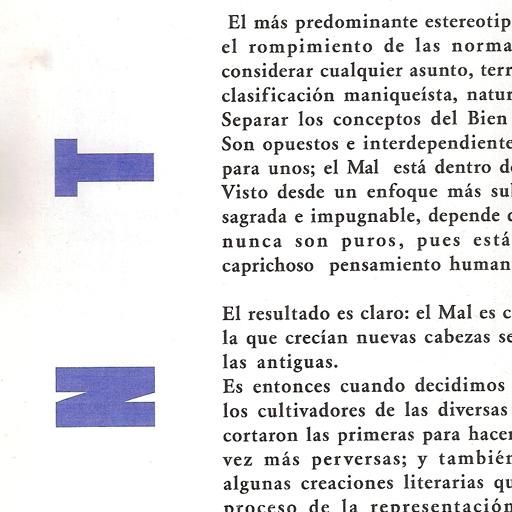 N
T
El más predominante estereotip
el rompimiento de las norma
considerar cualquier asunto, terr
clasificación maniqueísta, natur
Separar los conceptos del Bien
Son opuestos e interdependiente
para unos; el Mal está dentro d
Visto desde un enfoque más su
sagrada e impugnable, depende
nunca son puros, pues está
caprichoso pensamiento human
El resultado es claro: el Mal es c
la que crecían nuevas cabezas se
las antiguas.
Es entonces cuando decidimos
los cultivadores de las diversas
cortaron las primeras para hacer
vez más perversas; y también
algunas creaciones literarias qu
proceso de la representación